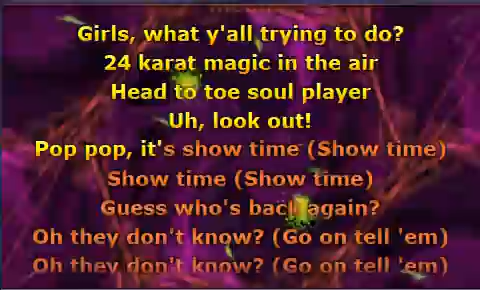 Girls, what y'all trying to do?
24 karat magic in the air
Head to toe soul player
Uh, look out!
Pop pop, it's show time (Show time)
Show time (Show time)
Guess who's back again?
Oh they don't know? (Go on tell 'em)
Oh they don't know? (Go on tell 'em)